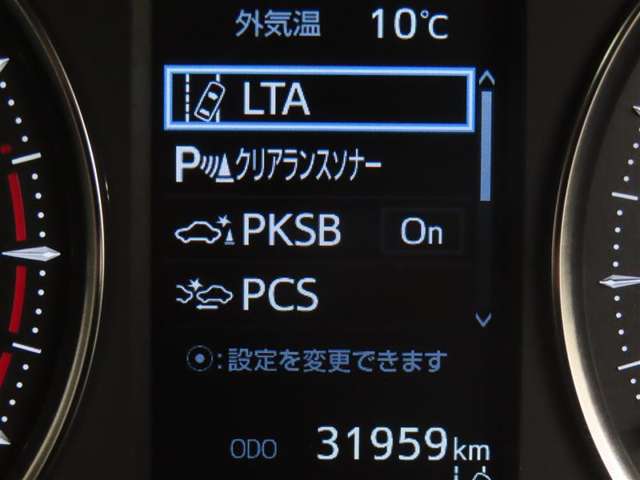 外気温 10℃
LTA
P クリアランスソナー
PKSB On
PCS
⦿:設定を変更できます
ODO 31959km